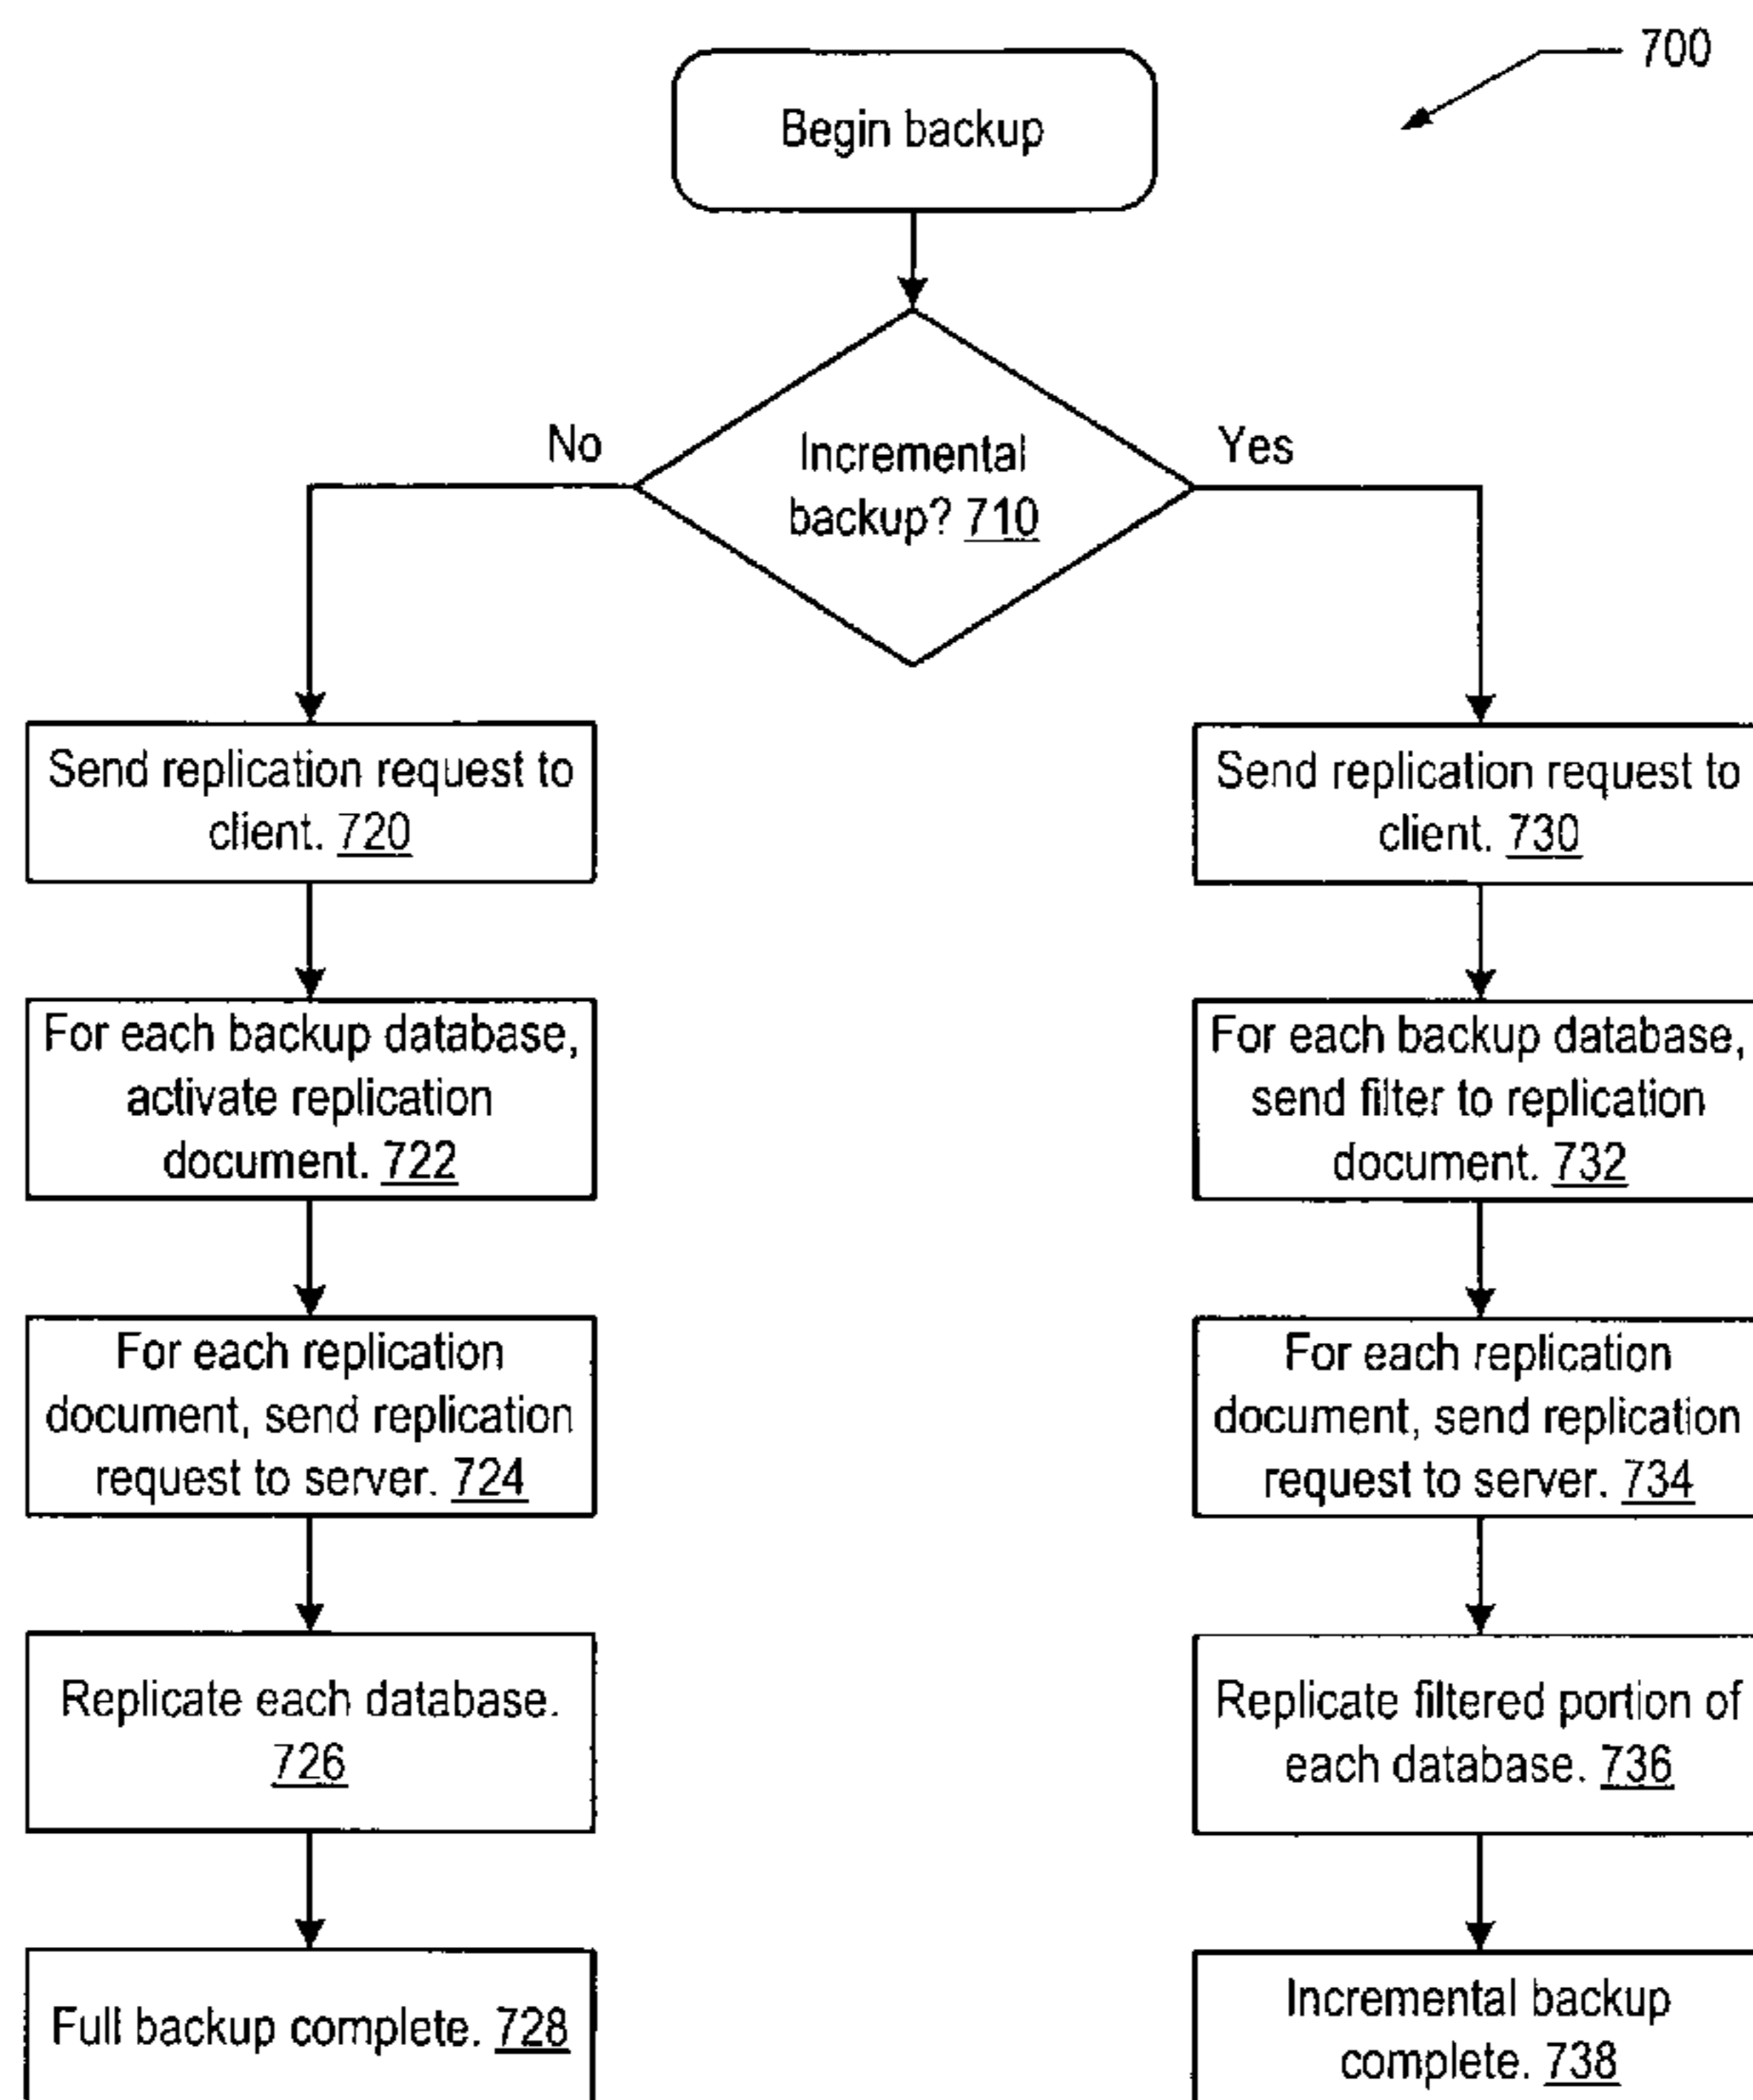 700
Begin backup
No
Incremental
backup? 710
Yes
Send replication request to
client. 720
Send replication request to
client. 730
For each backup database,
activate replication
document. 722
For each backup database,
send filter to replication
document. 732
For each replication
document, send replication
request to server. 724
For each replication
document, send replication
request to server. 734
Replicate each database.
726
Replicate filtered portion of
each database. 736
Full backup complete. 728
Incremental backup
complete. 738